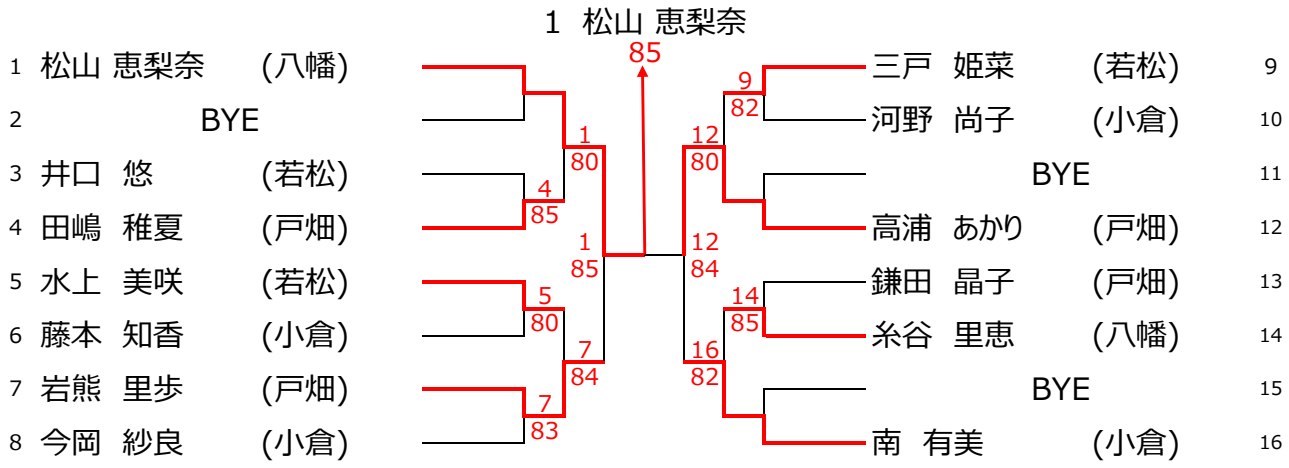 1 松山 恵梨奈
85
1 松山 恵梨奈 (八幡)
2 BYE
3 井口 悠 (若松)
4 田嶋 稚夏 (戸畑)
5 水上 美咲 (若松)
6 藤本 知香 (小倉)
7 岩熊 里歩 (戸畑)
8 今岡 紗良 (小倉)
4
85
5
80
7
83
1
80
7
84
1
85
12
84
12
80
16
82
9
82
14
85
三戸 姫菜 (若松) 9
河野 尚子 (小倉) 10
BYE 11
高浦 あかり (戸畑) 12
鎌田 晶子 (戸畑) 13
糸谷 里恵 (八幡) 14
BYE 15
南 有美 (小倉) 16